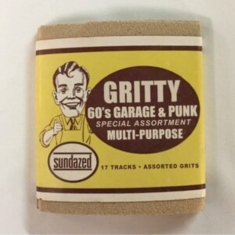 GRITTY
60's GARAGE & PUNK
SPECIAL ASSORTMENT
MULTI-PURPOSE
sundazed
17 TRACKS • ASSORTED GRITS